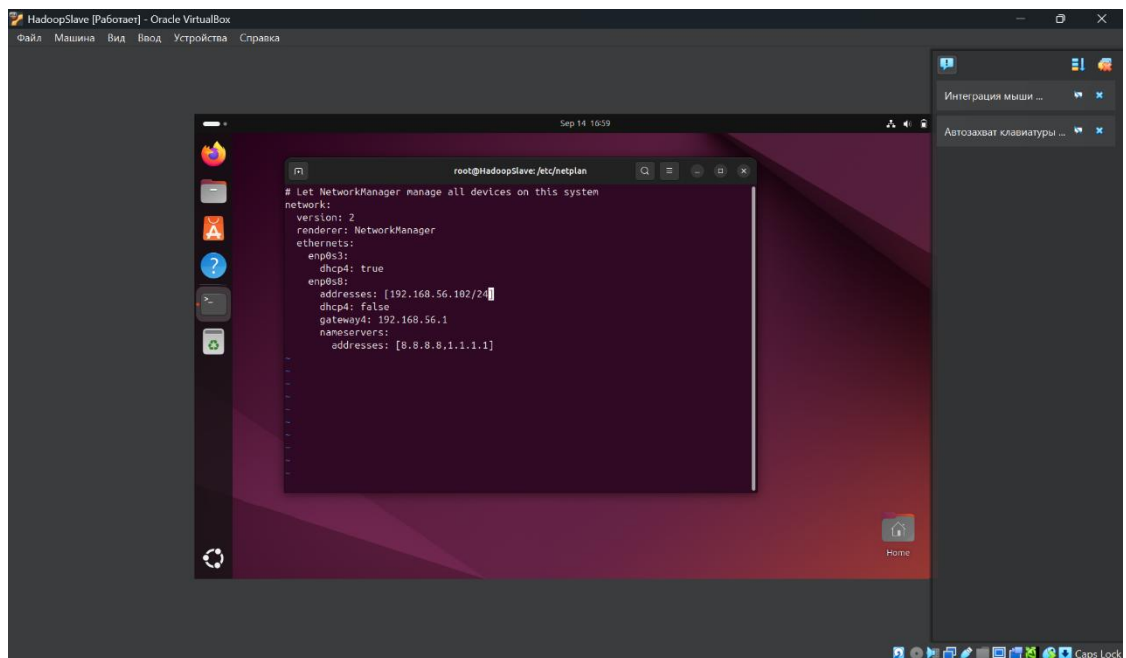 HadoopSlave [Работает] - Oracle VirtualBox
Файл Машина Вид Ввод Устройства Справка
Интеграция мыши ...
Автозахват клавиатуры ...
Sep 14 16:59
root@HadoopSlave: /etc/netplan
# Let NetworkManager manage all devices on this system
network:
  version: 2
  renderer: NetworkManager
  ethernets:
    enp0s3:
      dhcp4: true
    enp0s8:
      addresses: [192.168.56.102/24]
      dhcp4: false
      gateway4: 192.168.56.1
      nameservers:
        addresses: [8.8.8.8,1.1.1.1]
~
~
~
~
~
~
~
~
~
Home
Caps Lock